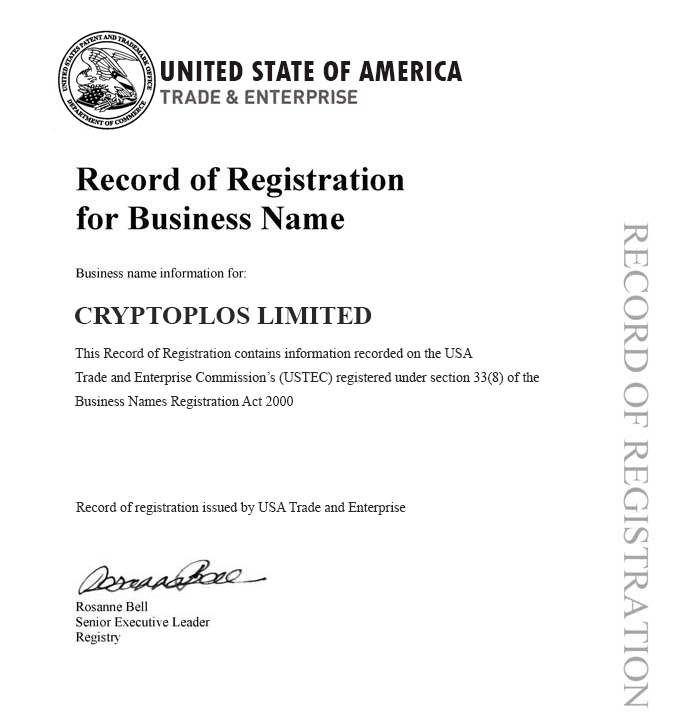 UNITED STATES PATENT AND TRADEMARK OFFICE
DEPARTMENT OF COMMERCE
UNITED STATE OF AMERICA
TRADE & ENTERPRISE
Record of Registration
for Business Name
Business name information for:
CRYPTOPLOS LIMITED
This Record of Registration contains information recorded on the USA
Trade and Enterprise Commission’s (USTEC) registered under section 33(8) of the
Business Names Registration Act 2000
Record of registration issued by USA Trade and Enterprise
Rosanne Bell
Rosanne Bell
Senior Executive Leader
Registry
RECORD OF REGISTRATION